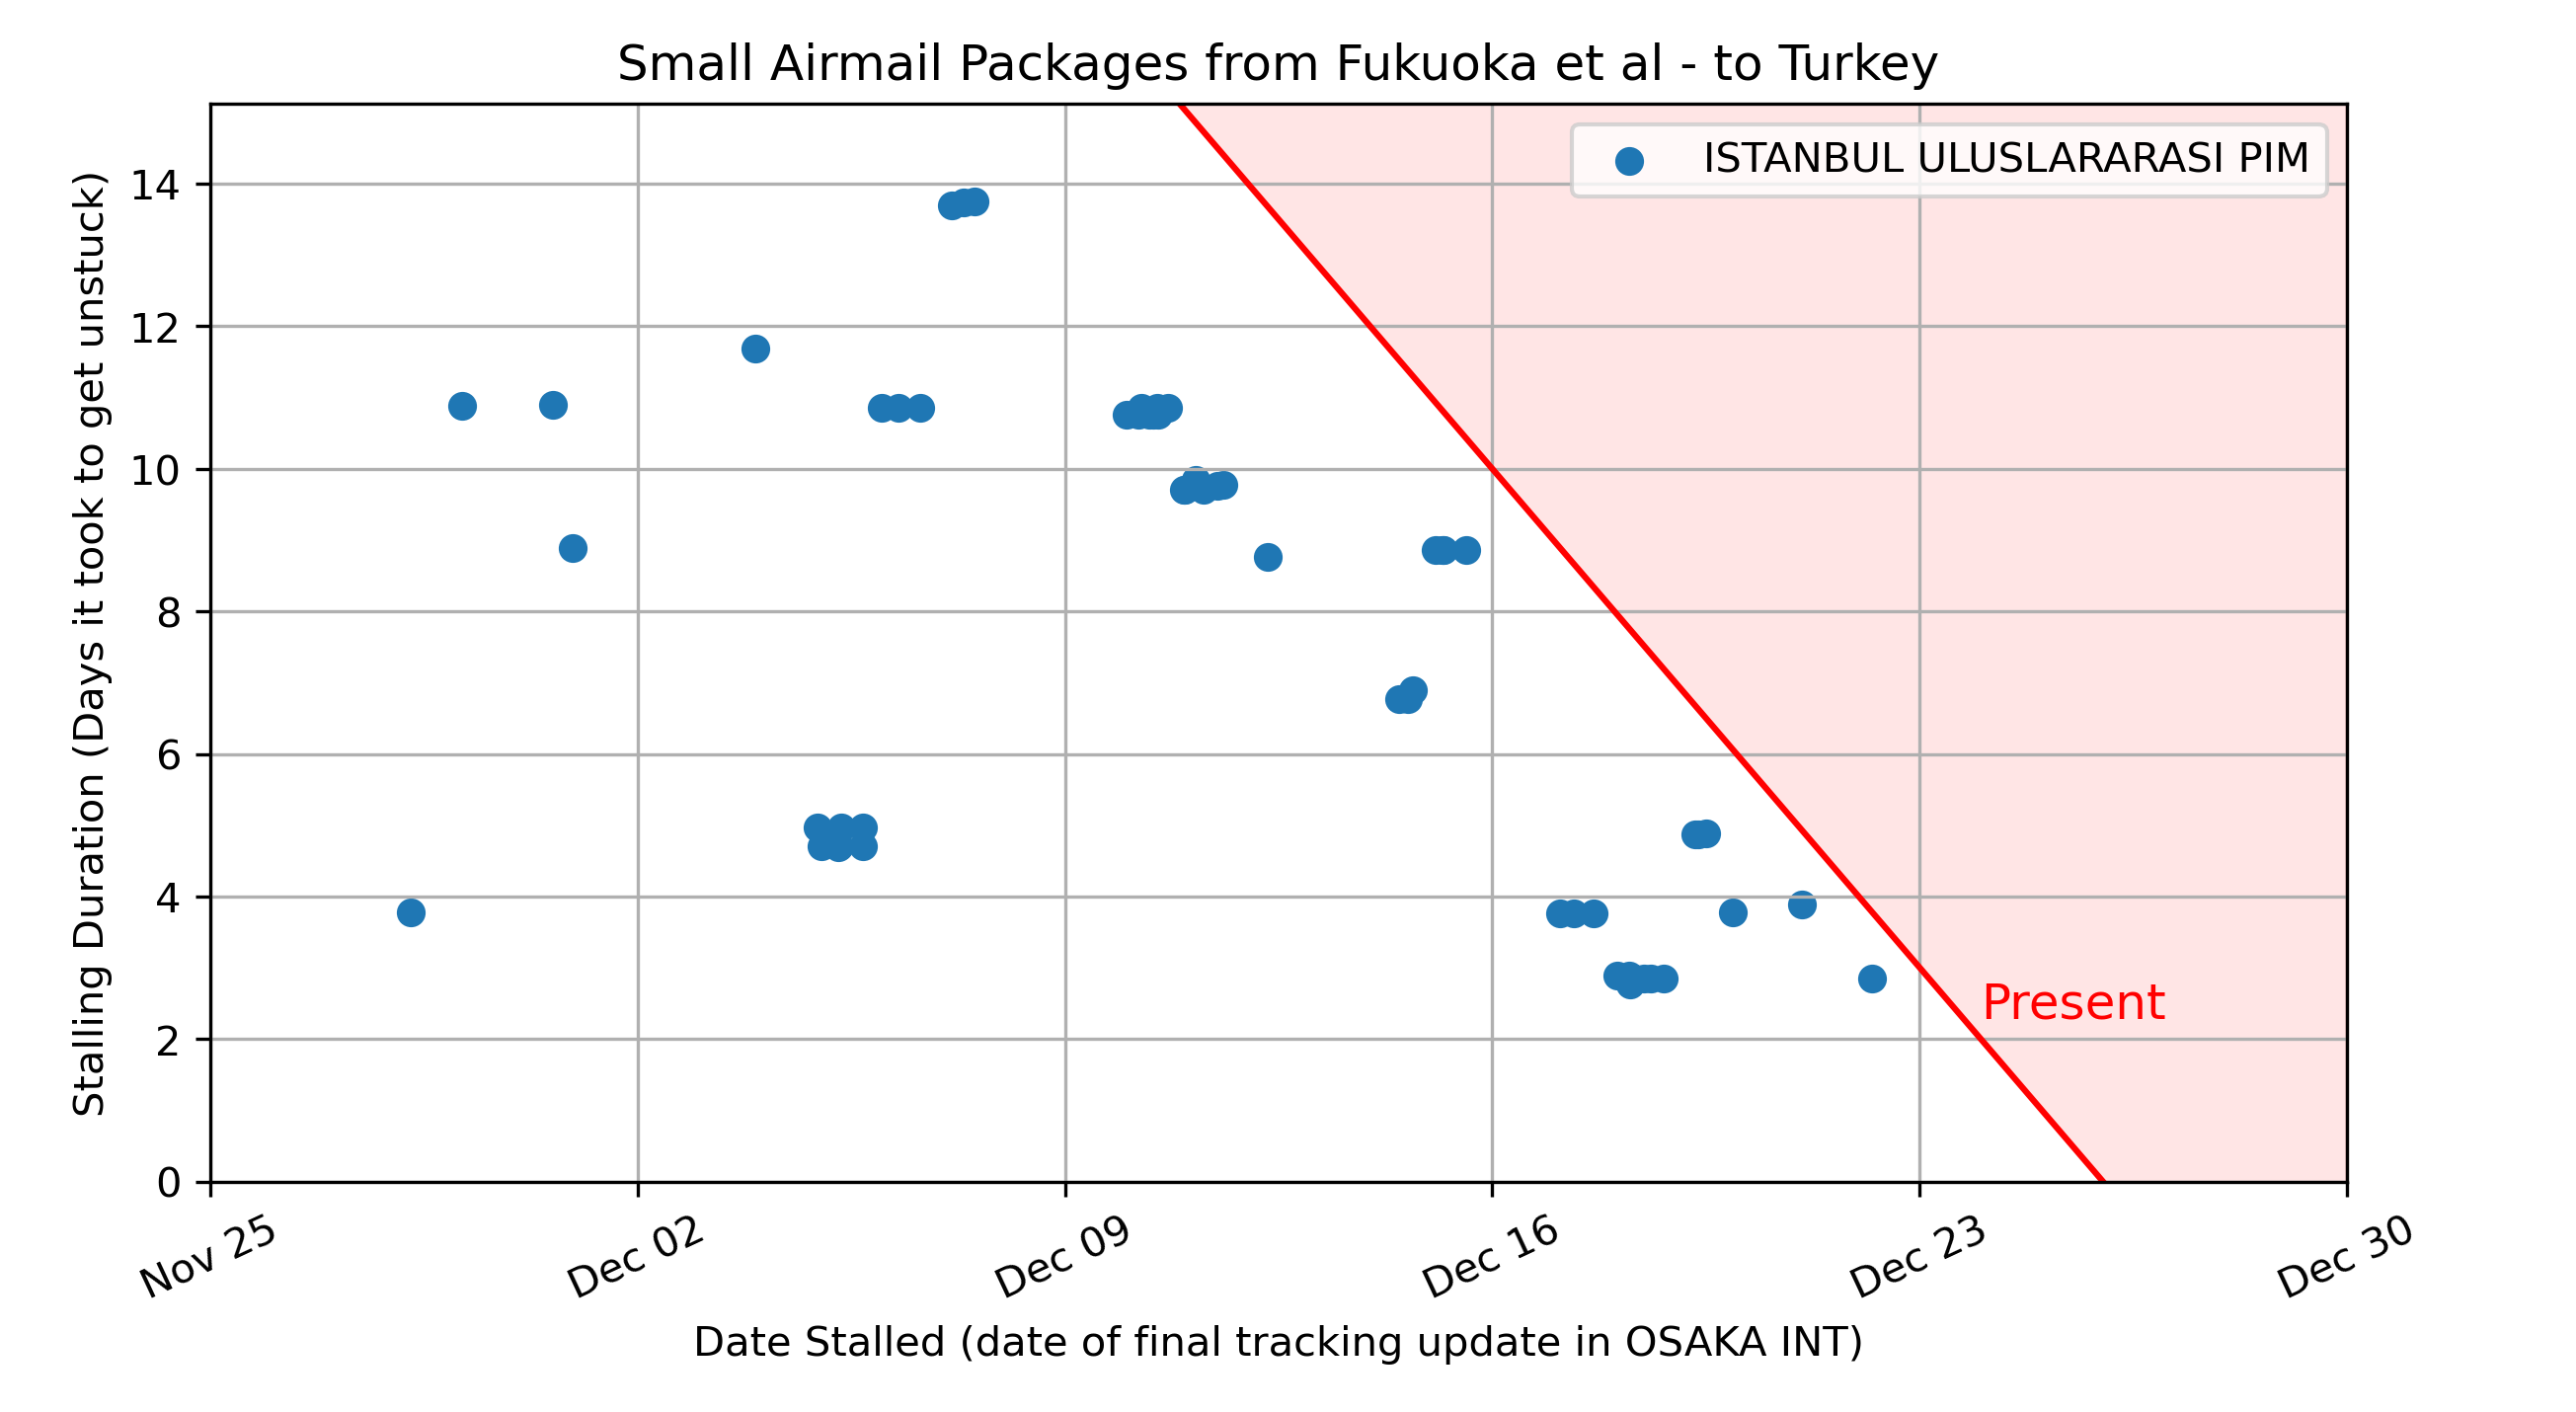 Small Airmail Packages from Fukuoka et al - to Turkey
ISTANBUL ULUSLARARASI PIM
Stalling Duration (Days it took to get unstuck)
14
12
10
8
6
4
2
0
Present
Nov 25
Dec 02
Dec 09
Dec 16
Dec 23
Dec 30
Date Stalled (date of final tracking update in OSAKA INT)